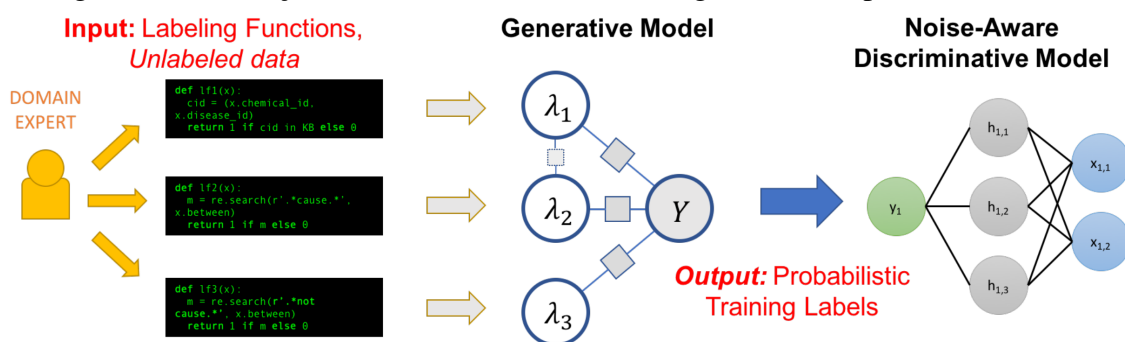 Input: Labeling Functions,
Unlabeled data
Generative Model
Noise-Aware
Discriminative Model
DOMAIN
EXPERT
def lf1(x):
cid = (x.chemical_id,
x.disease_id)
return 1 if cid in KB else 0
def lf2(x):
m = re.search(r'.*cause.*',
x.between)
return 1 if m else 0
def lf3(x):
m = re.search(r'.*not
cause.*', x.between)
return 1 if m else 0
λ1
λ2
λ3
Y
Output: Probabilistic
Training Labels
y1
h1,1
h1,2
h1,3
x1,1
x1,2